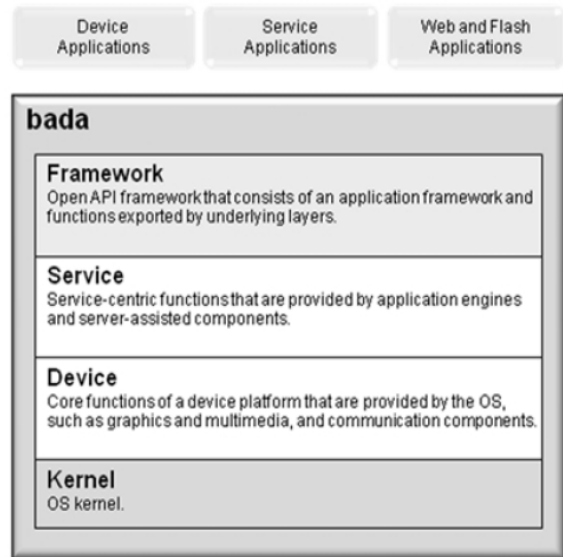 Device
Applications
Service
Applications
Web and Flash
Applications
bada
Framework
Open API framework that consists of an application framework and
functions exported by underlying layers.
Service
Service-centric functions that are provided by application engines
and server-assisted components.
Device
Core functions of a device platform that are provided by the OS,
such as graphics and multimedia, and communication components.
Kernel
OS kernel.